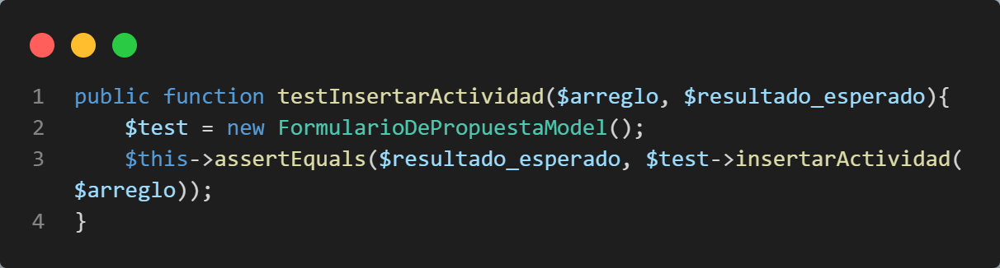 1 public function testInsertarActividad($arreglo, $resultado_esperado){
2 $test = new FormularioDePropuestaModel();
3 $this->assertEquals($resultado_esperado, $test->insertarActividad(
$arreglo));
4 }